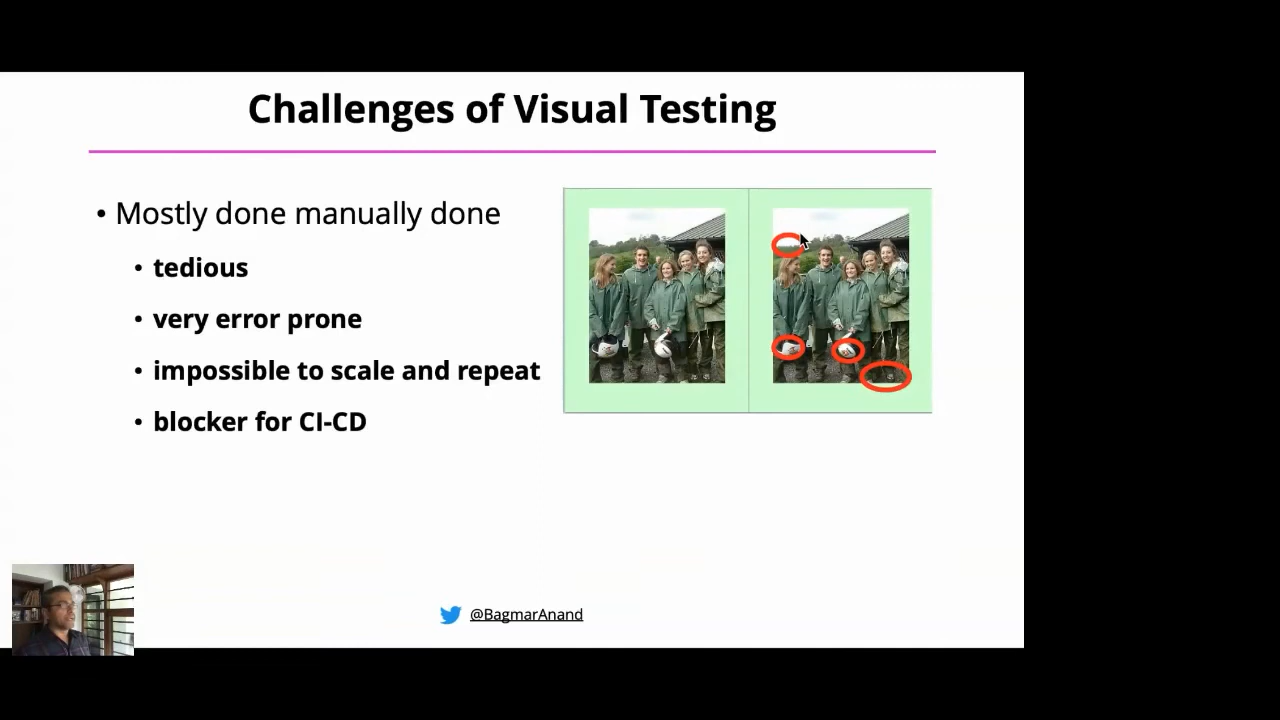 Challenges of Visual Testing
• Mostly done manually done
• tedious
• very error prone
• impossible to scale and repeat
• blocker for CI-CD
@BagmarAnand